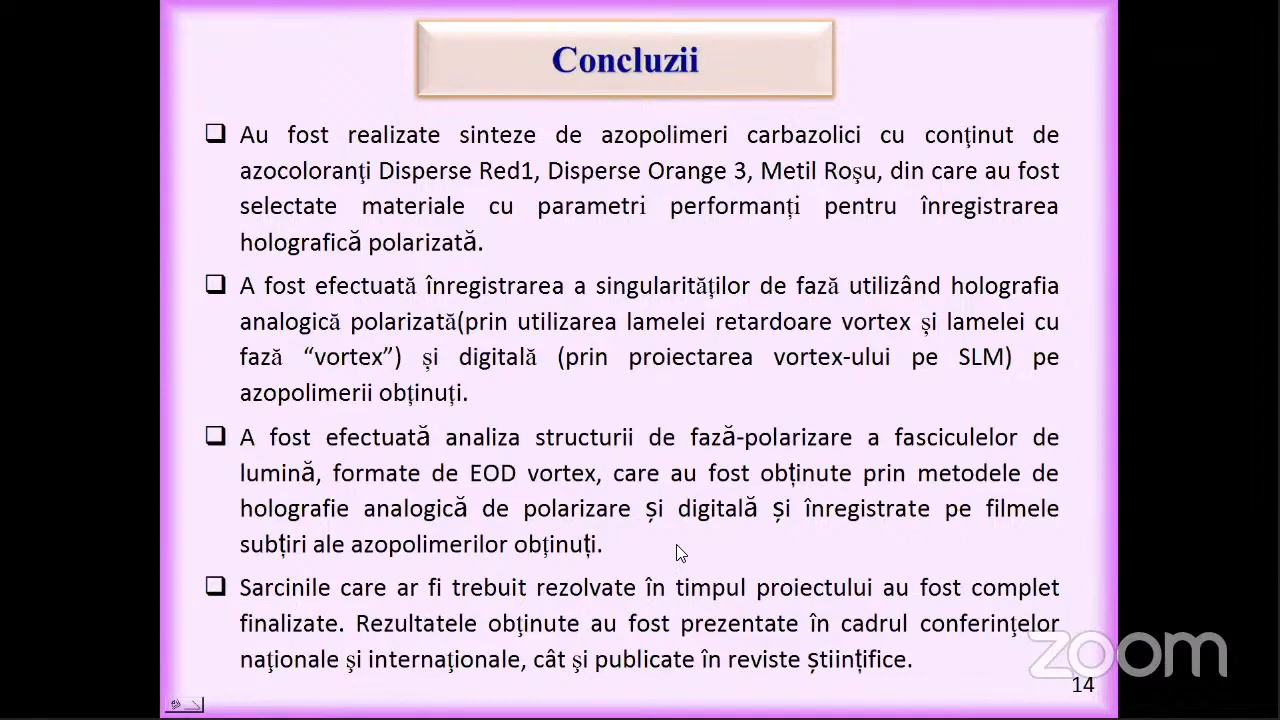 Concluzii
Au fost realizate sinteze de azopolimeri carbazolici cu conținut de
azocoloranţi Disperse Red1, Disperse Orange 3, Metil Roşu, din care au fost
selectate materiale cu parametri performanți pentru înregistrarea
holografică polarizată.
A fost efectuată înregistrarea a singularităților de fază utilizând holografia
analogică polarizată(prin utilizarea lamelei retardoare vortex și lamelei cu
fază “vortex”) și digitală (prin proiectarea vortex-ului pe SLM) pe
azopolimerii obținuți.
A fost efectuată analiza structurii de fază-polarizare a fasciculelor de
lumină, formate de EOD vortex, care au fost obținute prin metodele de
holografie analogică de polarizare și digitală și înregistrate pe filmele
subțiri ale azopolimerilor obținuți.
Sarcinile care ar fi trebuit rezolvate în timpul proiectului au fost complet
finalizate. Rezultatele obţinute au fost prezentate în cadrul conferințelor
naţionale şi internaţionale, cât şi publicate în reviste Științifice.
zoom
14